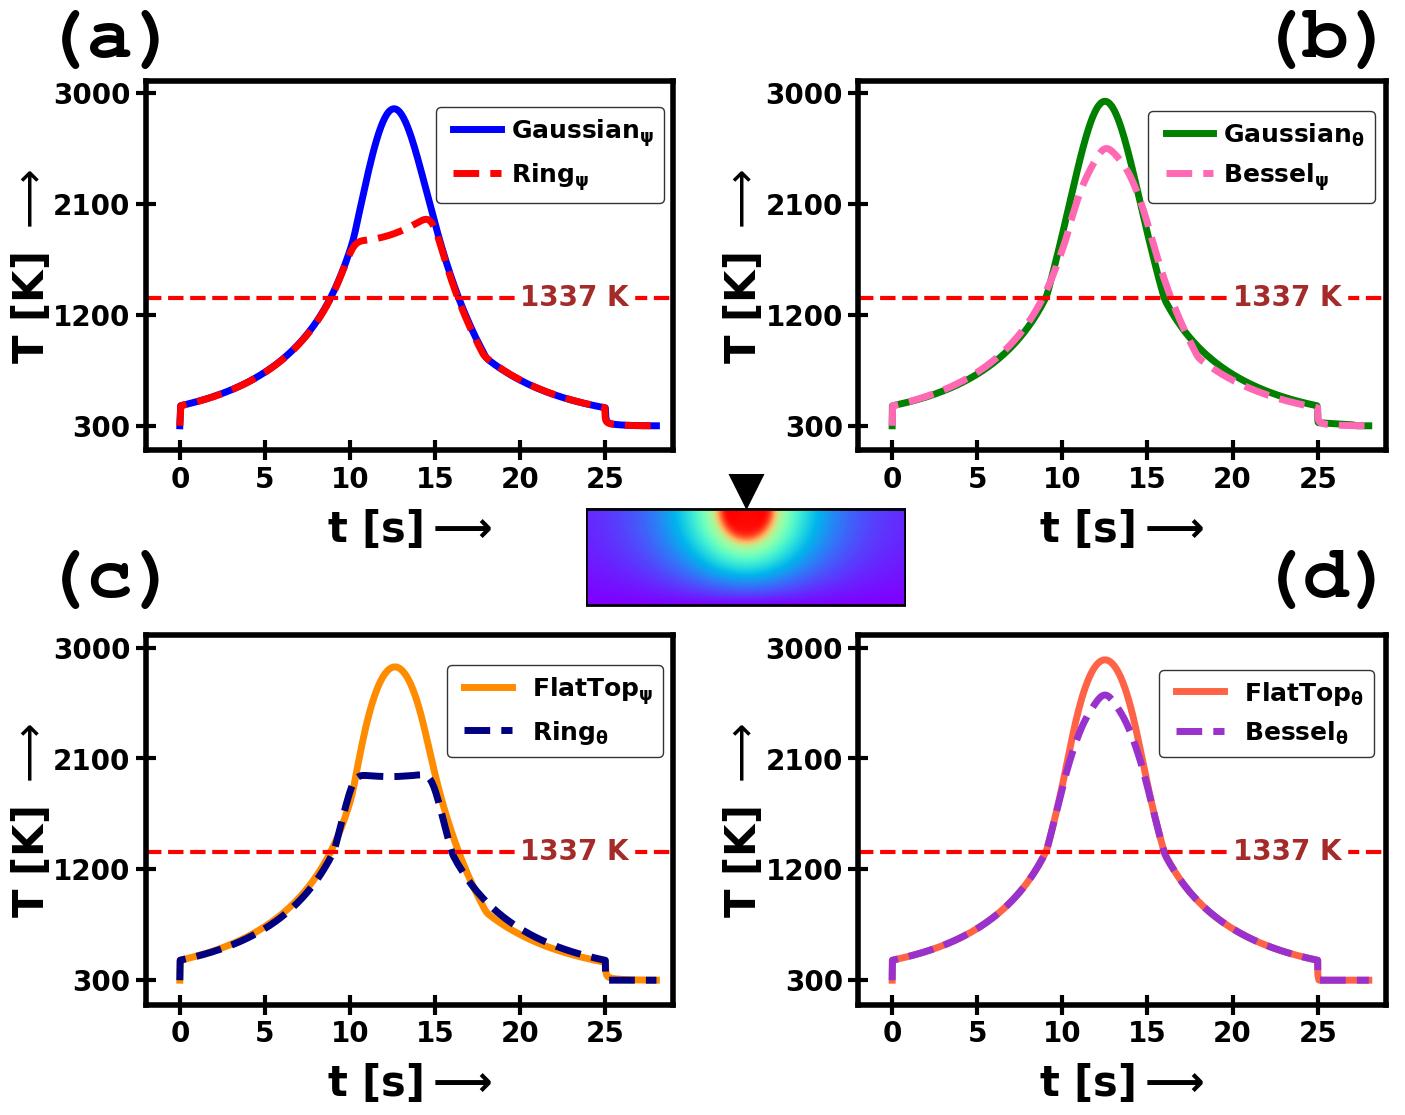 (a)
(b)
3000
2100
1200
300
T [K] ⟶
Gaussianψ
Ringψ
1337 K
0 5 10 15 20 25
t [s] ⟶
3000
2100
1200
300
T [K] ⟶
Gaussianθ
Besselψ
1337 K
0 5 10 15 20 25
t [s] ⟶
(c)
(d)
3000
2100
1200
300
T [K] ⟶
FlatTopψ
Ringθ
1337 K
0 5 10 15 20 25
t [s] ⟶
3000
2100
1200
300
T [K] ⟶
FlatTopθ
Besselθ
1337 K
0 5 10 15 20 25
t [s] ⟶